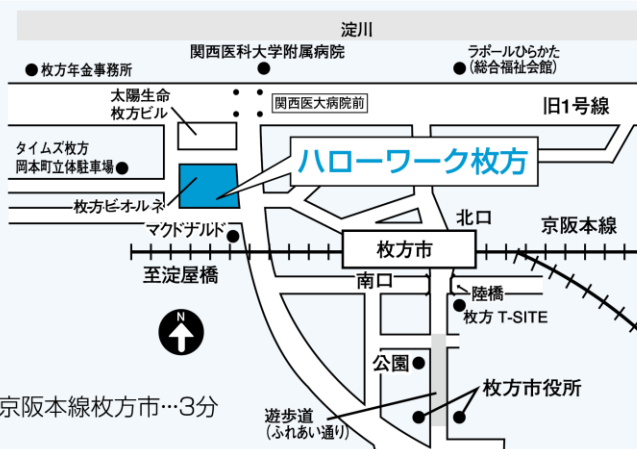 淀川
関西医科大学附属病院
ラポールひらかた
（総合福祉会館）
枚方年金事務所
太陽生命
枚方ビル
関西医大病院前
旧1号線
タイムズ枚方
岡本町立体駐車場
ハローワーク枚方
枚方ビオルネ
マクドナルド
北口
京阪本線
枚方市
至淀屋橋
南口
陸橋
枚方 T-SITE
N
公園
枚方市役所
京阪本線枚方市…3分
遊歩道
（ふれあい通り）